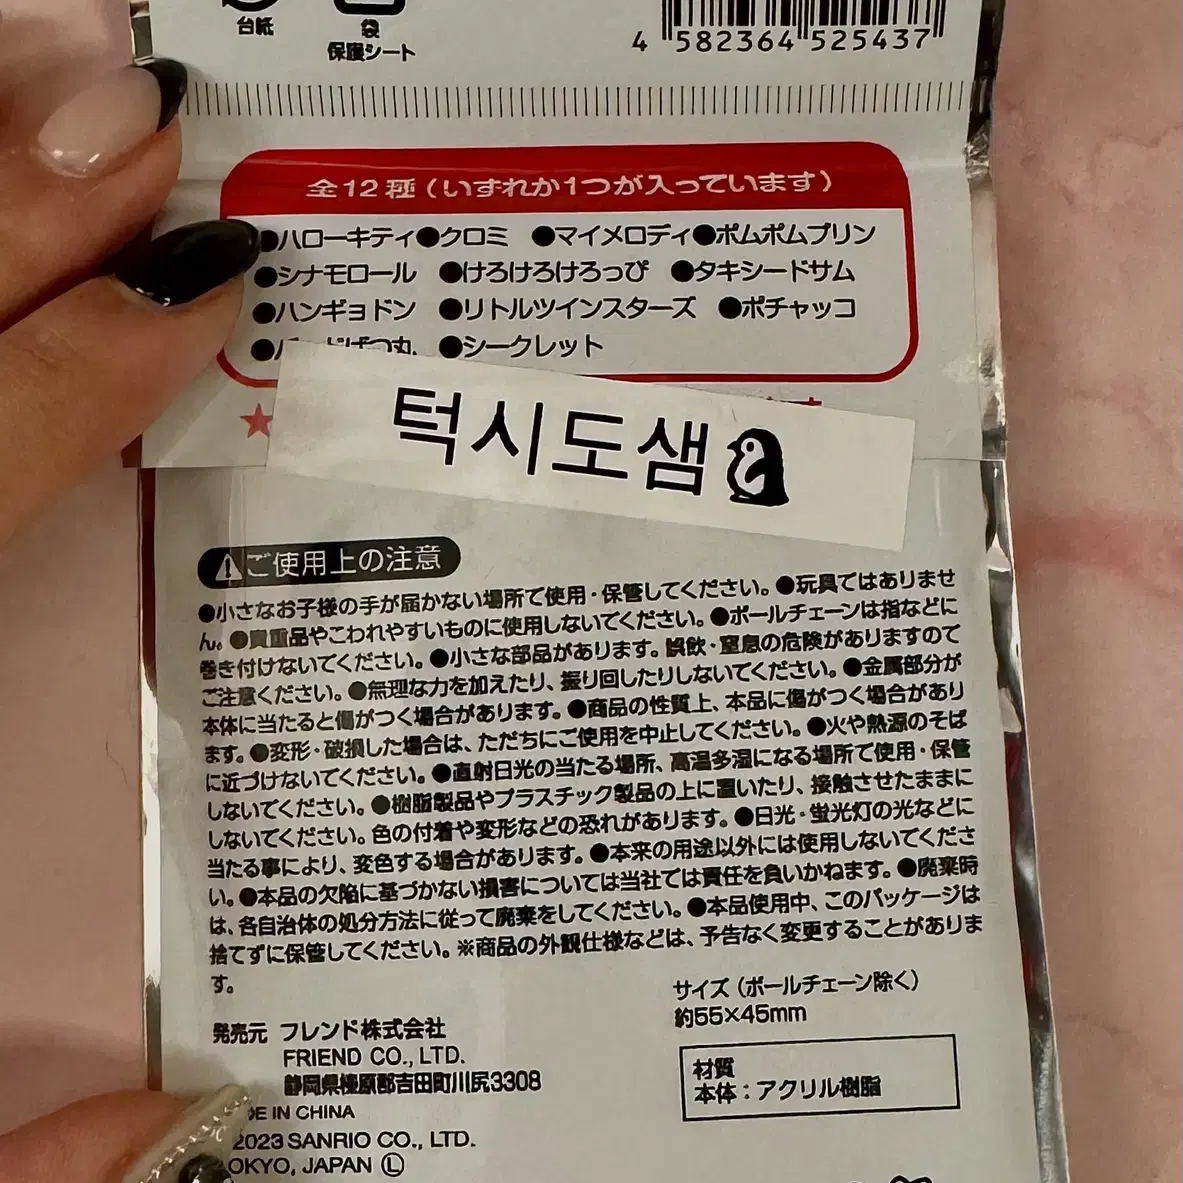 台紙
袋
保護シート
4 582364 525437
全12種(いずれか1つが入っています)
●ハローキティ●クロミ ●マイメロディ●ポムポムプリン
●シナモロール ●けろけろけろっぴ ●タキシードサム
●ハンギョドン ●リトルツインスターズ ●ポチャッコ
ばつ丸 ●シークレット
턱시도샘
ご使用上の注意
●小さなお子様の手が届かない場所で使用・保管してください。●玩具ではありませ
ん。●貴重品やこわれやすいものに使用しないでください。●ボールチェーンは指などに
巻き付けないでください。●小さな部品があります。誤飲・窒息の危険がありますので
ご注意ください。●無理な力を加えたり、振り回したりしないでください。●金属部分が
本体に当たると傷がつく場合があります。●商品の性質上、本品に傷がつく場合があり
ます。●変形・破損した場合は、ただちにご使用を中止してください。●火や熱源のそば
に近づけないでください。●直射日光の当たる場所、高温多湿になる場所で使用・保管
しないでください。●樹脂製品やプラスチック製品の上に置いたり、接触させたままに
しないでください。色の付着や変形などの恐れがあります。●日光・蛍光灯の光などに
当たる事により、変色する場合があります。●本来の用途以外には使用しないでくださ
い。●本品の欠陥に基づかない損害については当社では責任を負いかねます。●廃棄時
は、各自治体の処分方法に従って廃棄をしてください。●本品使用中、このパッケージは
捨てずに保管してください。※商品の外観仕様などは、予告なく変更することがありま
す。
サイズ(ボールチェーン除く)
約55×45mm
発売元 フレンド株式会社
FRIEND CO., LTD.
静岡県榛原郡吉田町川尻3308
材質
本体：アクリル樹脂
DE IN CHINA
2023 SANRIO CO., LTD.
OKYO, JAPAN Ⓛ